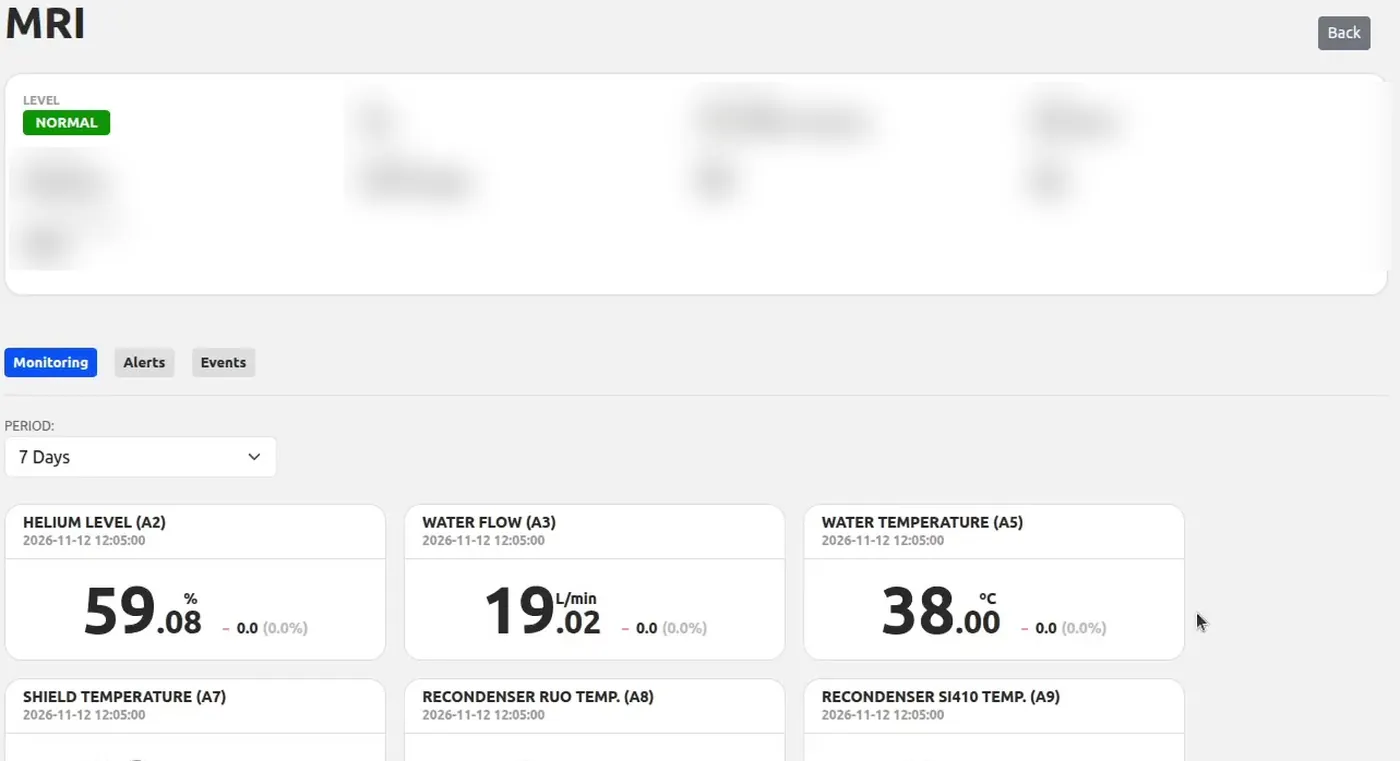 MRI
Back
LEVEL
NORMAL
Monitoring Alerts Events
PERIOD:
7 Days
HELIUM LEVEL (A2) WATER FLOW (A3) WATER TEMPERATURE (A5)
2026-11-12 12:05:00 2026-11-12 12:05:00 2026-11-12 12:05:00
59.08 % – 0.0 (0.0%) 19.02 L/min – 0.0 (0.0%) 38.00 ºC – 0.0 (0.0%)
SHIELD TEMPERATURE (A7) RECONDENSER RUO TEMP. (A8) RECONDENSER SI410 TEMP. (A9)
2026-11-12 12:05:00 2026-11-12 12:05:00 2026-11-12 12:05:00